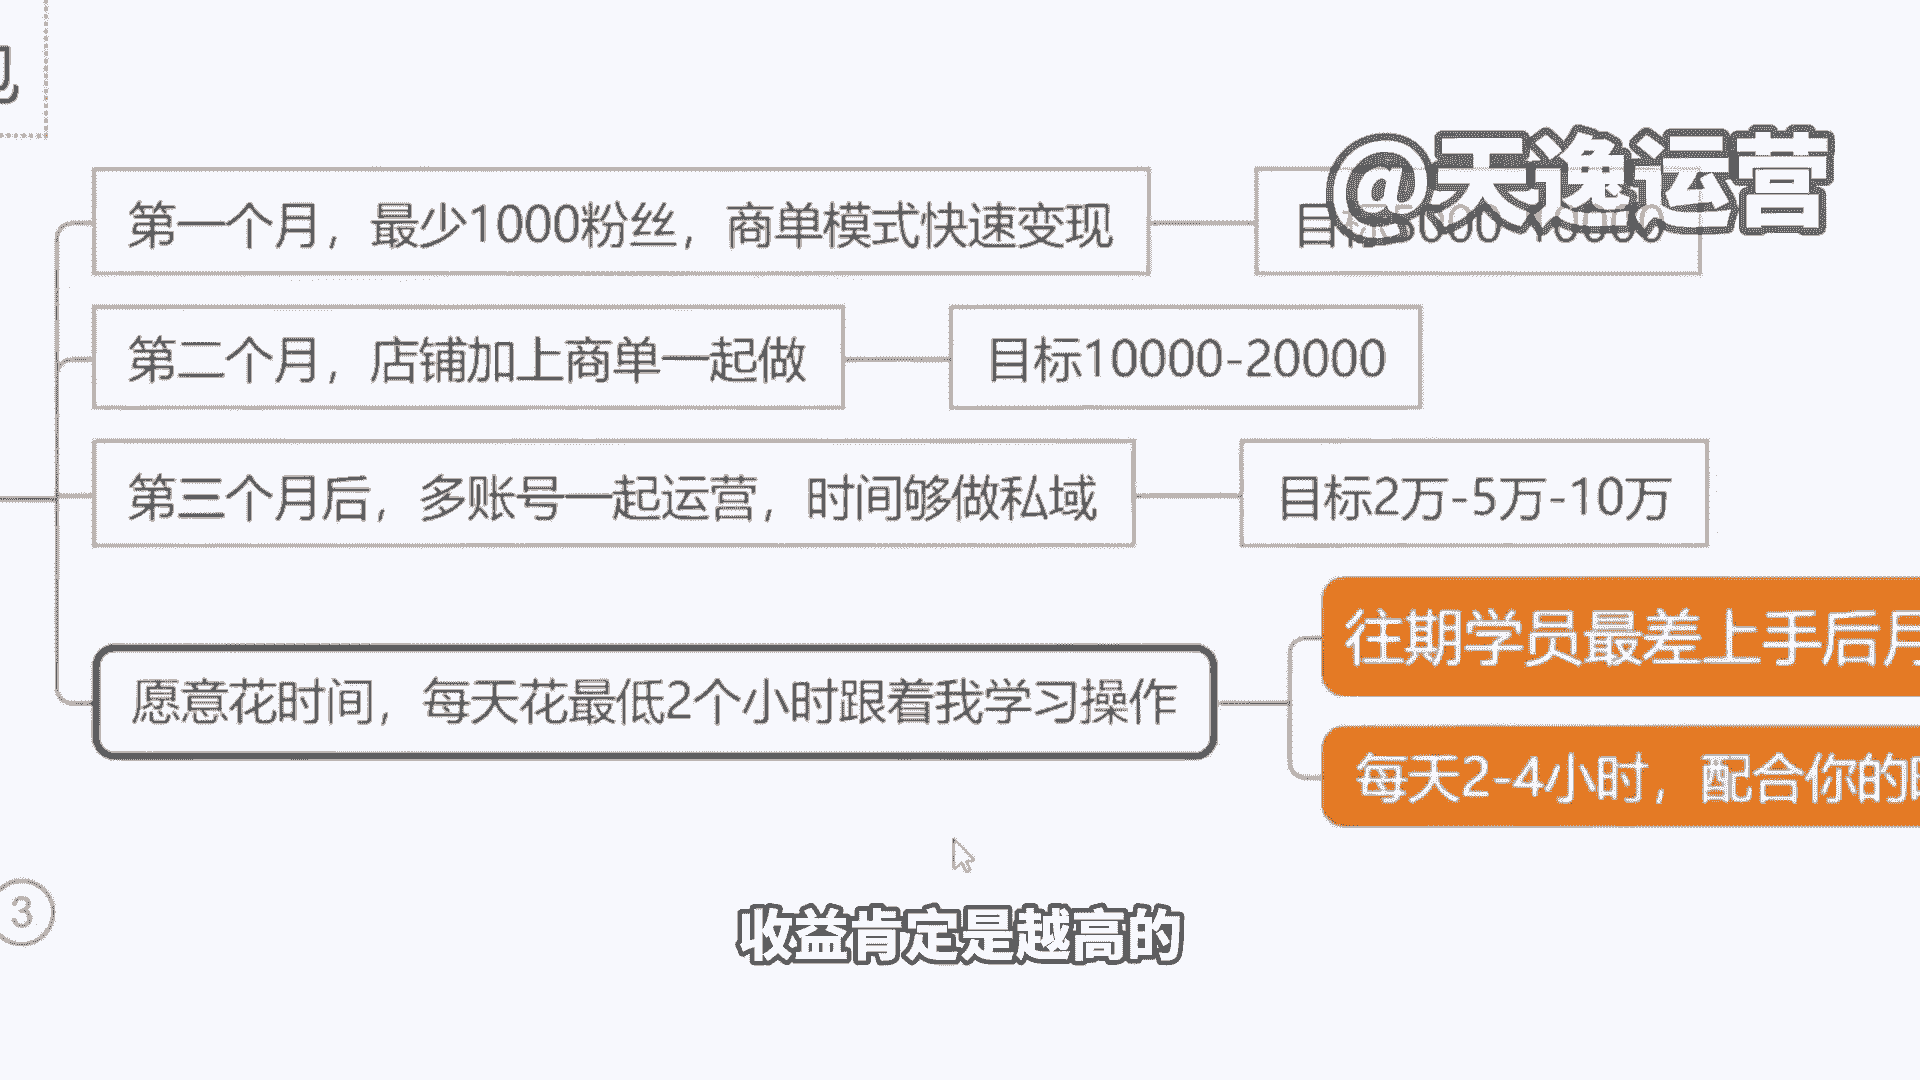 @天逸运营
第一个月，最少1000粉丝，商单模式快速变现
第二个月，店铺加上商单一起做
目标10000-20000
第三个月后，多账号一起运营，时间够做私域
目标2万-5万-10万
愿意花时间，每天花最低2个小时跟着我学习操作
往期学员最差上手后月
每天2-4小时，配合你的
3
收益肯定是越高的